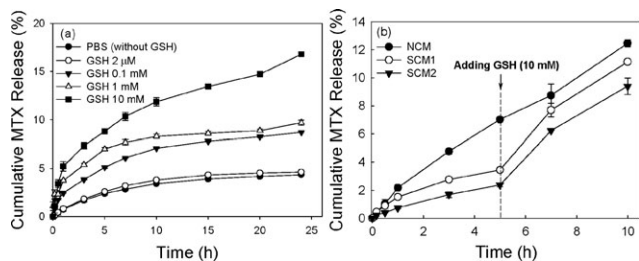 (a)
PBS (without GSH)
GSH 2 μM
GSH 0.1 mM
GSH 1 mM
GSH 10 mM
Cumulative MTX Release (%)
20
15
10
5
0
0 5 10 15 20 25
Time (h)
(b)
NCM
SCM1
SCM2
Adding GSH (10 mM)
Cumulative MTX Release (%)
14
12
10
8
6
4
2
0
0 2 4 6 8 10
Time (h)